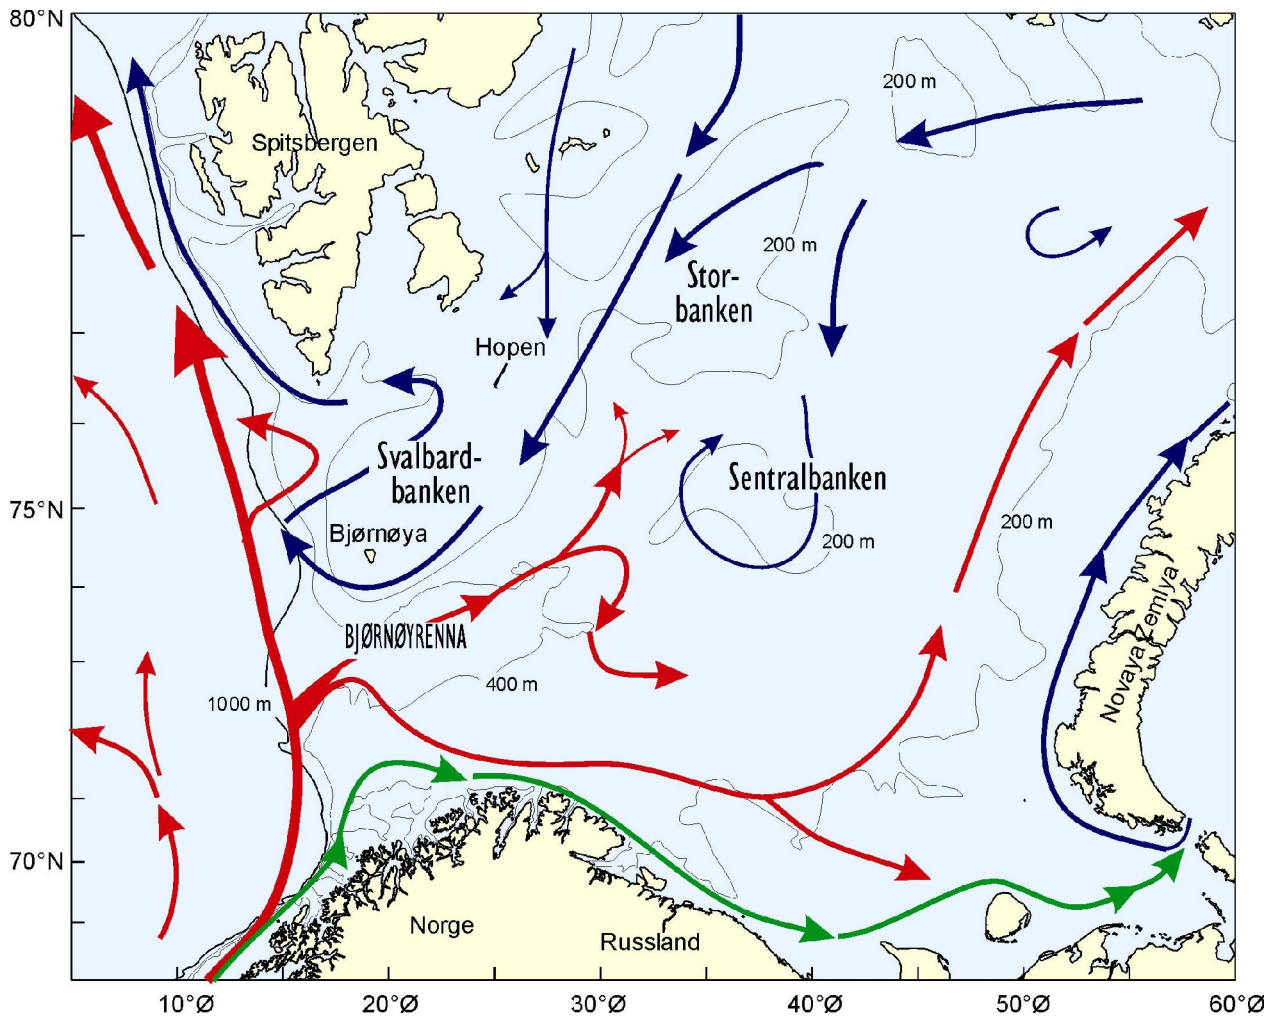 80°N
200 m
Spitsbergen
200 m
Stor-
banken
Hopen
Svalbard-
banken
Sentralbanken
75°N
200 m
Bjørnøya
200 m
Novaya Zemlya
BJØRNØYRENNA
400 m
1000 m
70°N
Norge
Russland
10°Ø
20°Ø
30°Ø
40°Ø
50°Ø
60°Ø